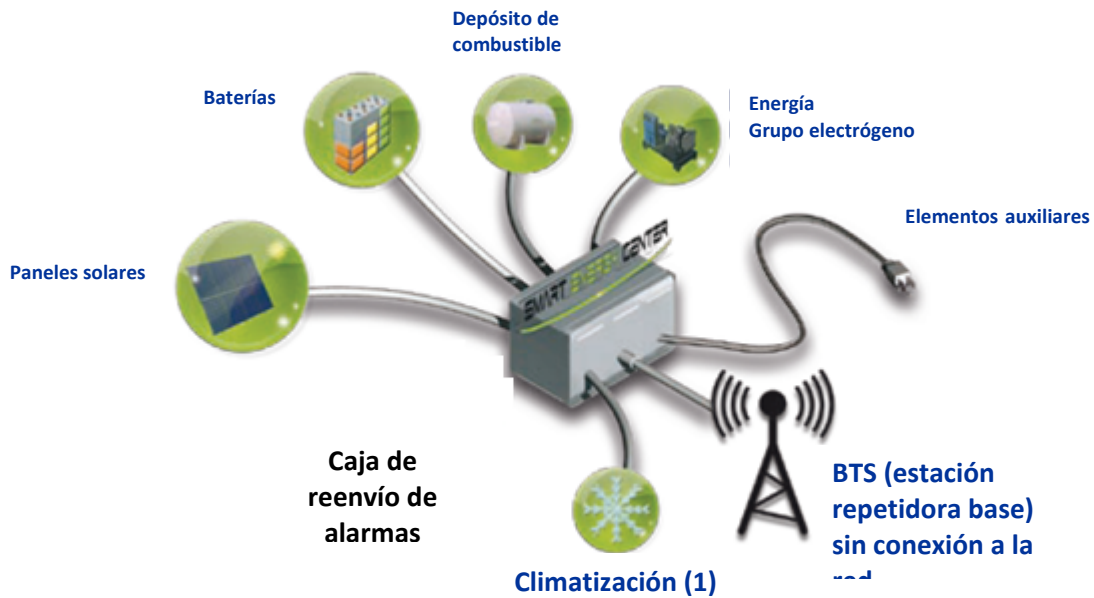 Depósito de
combustible
Baterías
Energía
Grupo electrógeno
Elementos auxiliares
Paneles solares
SMART ENERGY CENTER
Caja de
reenvío de
alarmas
BTS (estación
repetidora base)
sin conexión a la
red
Climatización (1)